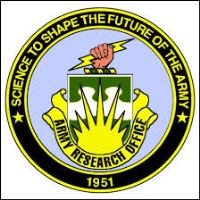 SCIENCE TO SHAPE THE FUTURE OF THE ARMY
ARMY RESEARCH OFFICE
1951